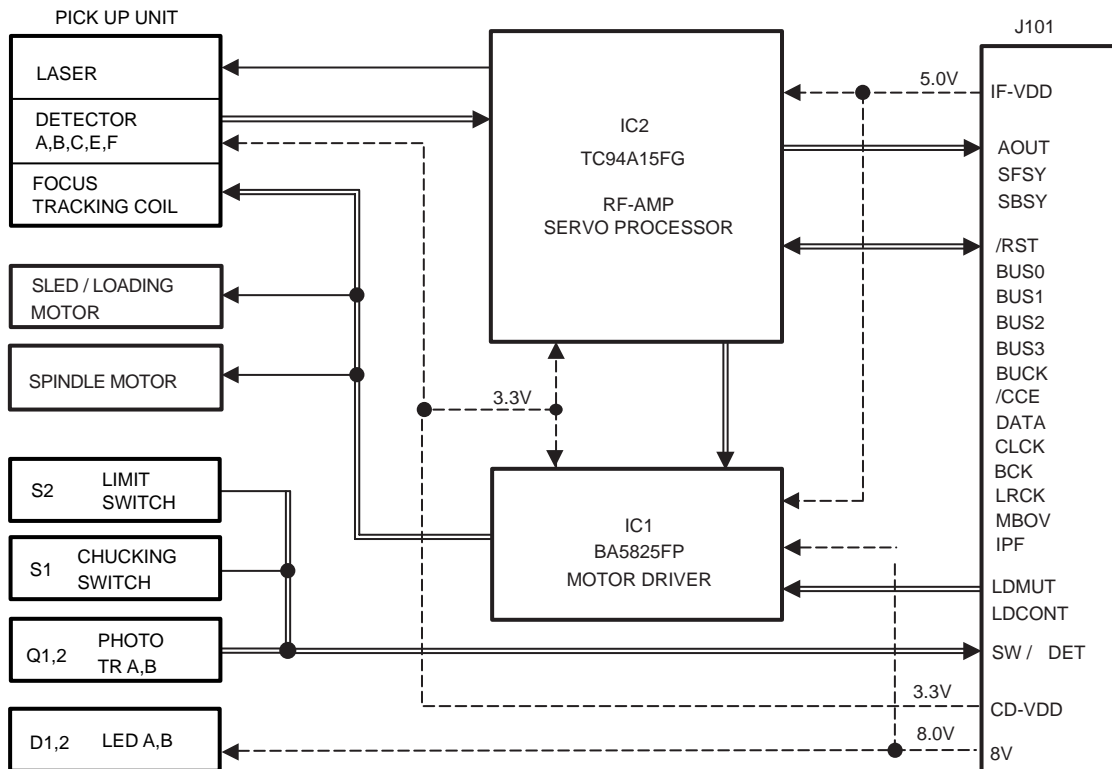 PICK UP UNIT
LASER
DETECTOR
A,B,C,E,F
FOCUS
TRACKING COIL
SLED / LOADING
MOTOR
SPINDLE MOTOR
S2 LIMIT
SWITCH
S1 CHUCKING
SWITCH
Q1,2 PHOTO
TR A,B
D1,2 LED A,B
IC2
TC94A15FG
RF-AMP
SERVO PROCESSOR
3.3V
IC1
BA5825FP
MOTOR DRIVER
5.0V
3.3V
8.0V
J101
IF-VDD
AOUT
SFSY
SBSY
/RST
BUS0
BUS1
BUS2
BUS3
BUCK
/CCE
DATA
CLCK
BCK
LRCK
MBOV
IPF
LDMUT
LDCONT
SW / DET
CD-VDD
8V